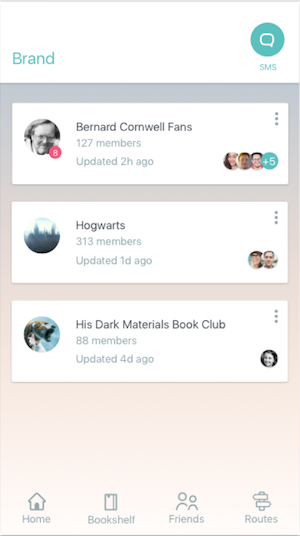 Brand
SMS
Bernard Cornwell Fans
127 members
8
Updated 2h ago
+5
Hogwarts
313 members
Updated 1d ago
His Dark Materials Book Club
88 members
Updated 4d ago
Home
Bookshelf
Friends
Routes